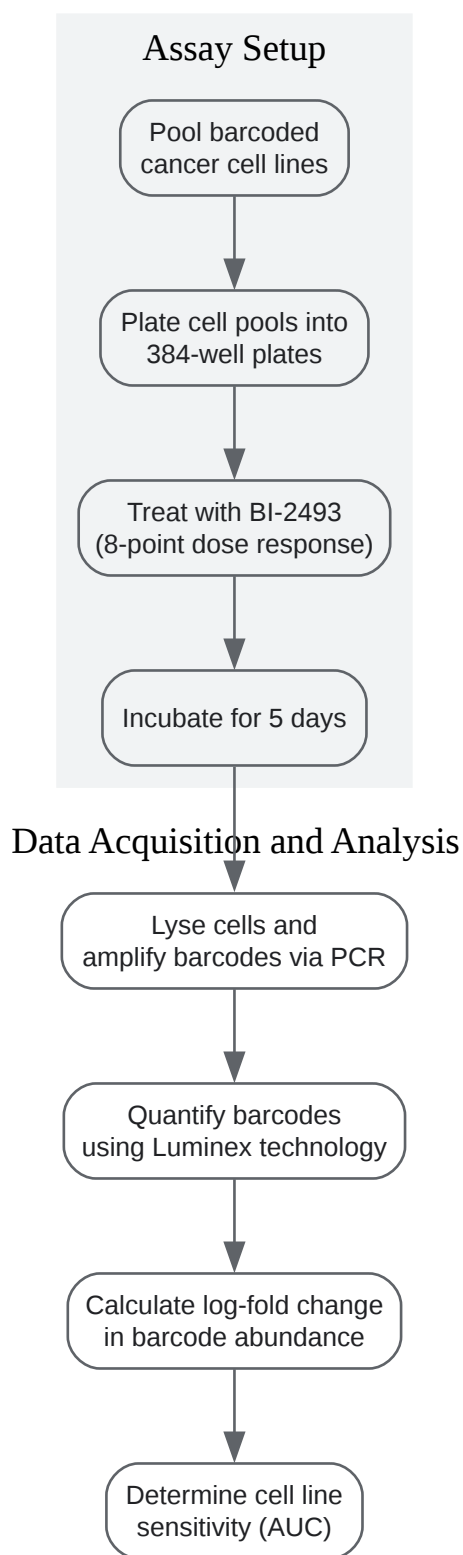 Assay Setup
Pool barcoded
cancer cell lines
Plate cell pools into
384-well plates
Treat with BI-2493
(8-point dose response)
Incubate for 5 days
Data Acquisition and Analysis
Lyse cells and
amplify barcodes via PCR
Quantify barcodes
using Luminex technology
Calculate log-fold change
in barcode abundance
Determine cell line
sensitivity (AUC)